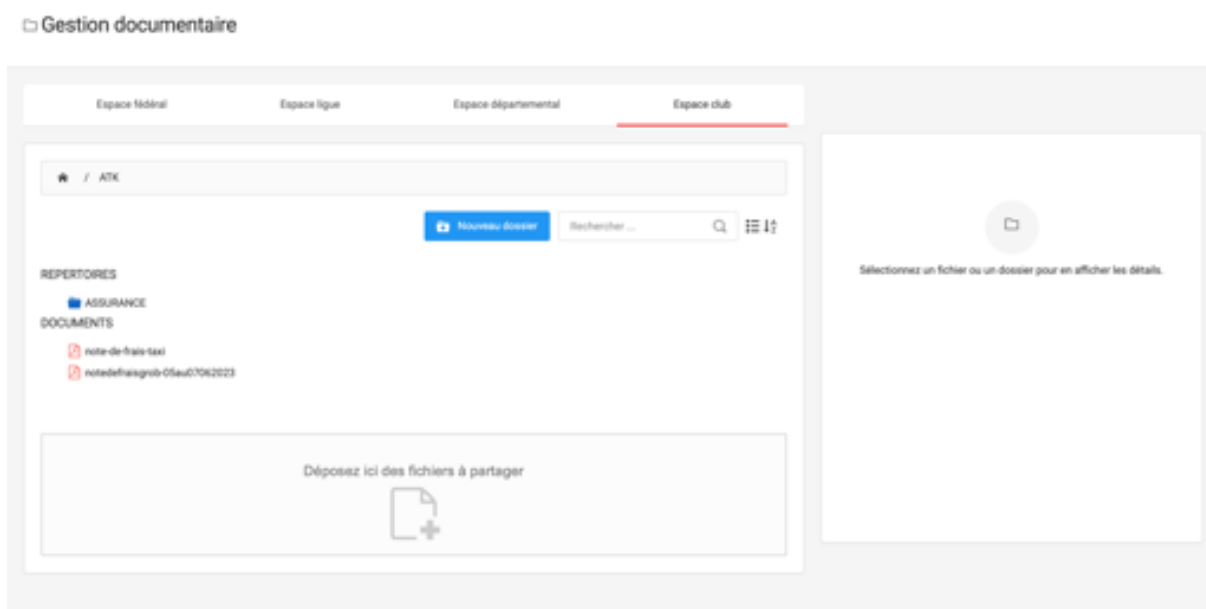 Gestion documentaire
Espace fédéral Espace ligue Espace départemental Espace club
/ ATK
Nouveau dossier Rechercher ...
REPERTOIRES
ASSURANCE
DOCUMENTS
note-de-frais-taxi
notedefraisgrob-05au07062023
Déposez ici des fichiers à partager
Sélectionnez un fichier ou un dossier pour en afficher les détails.